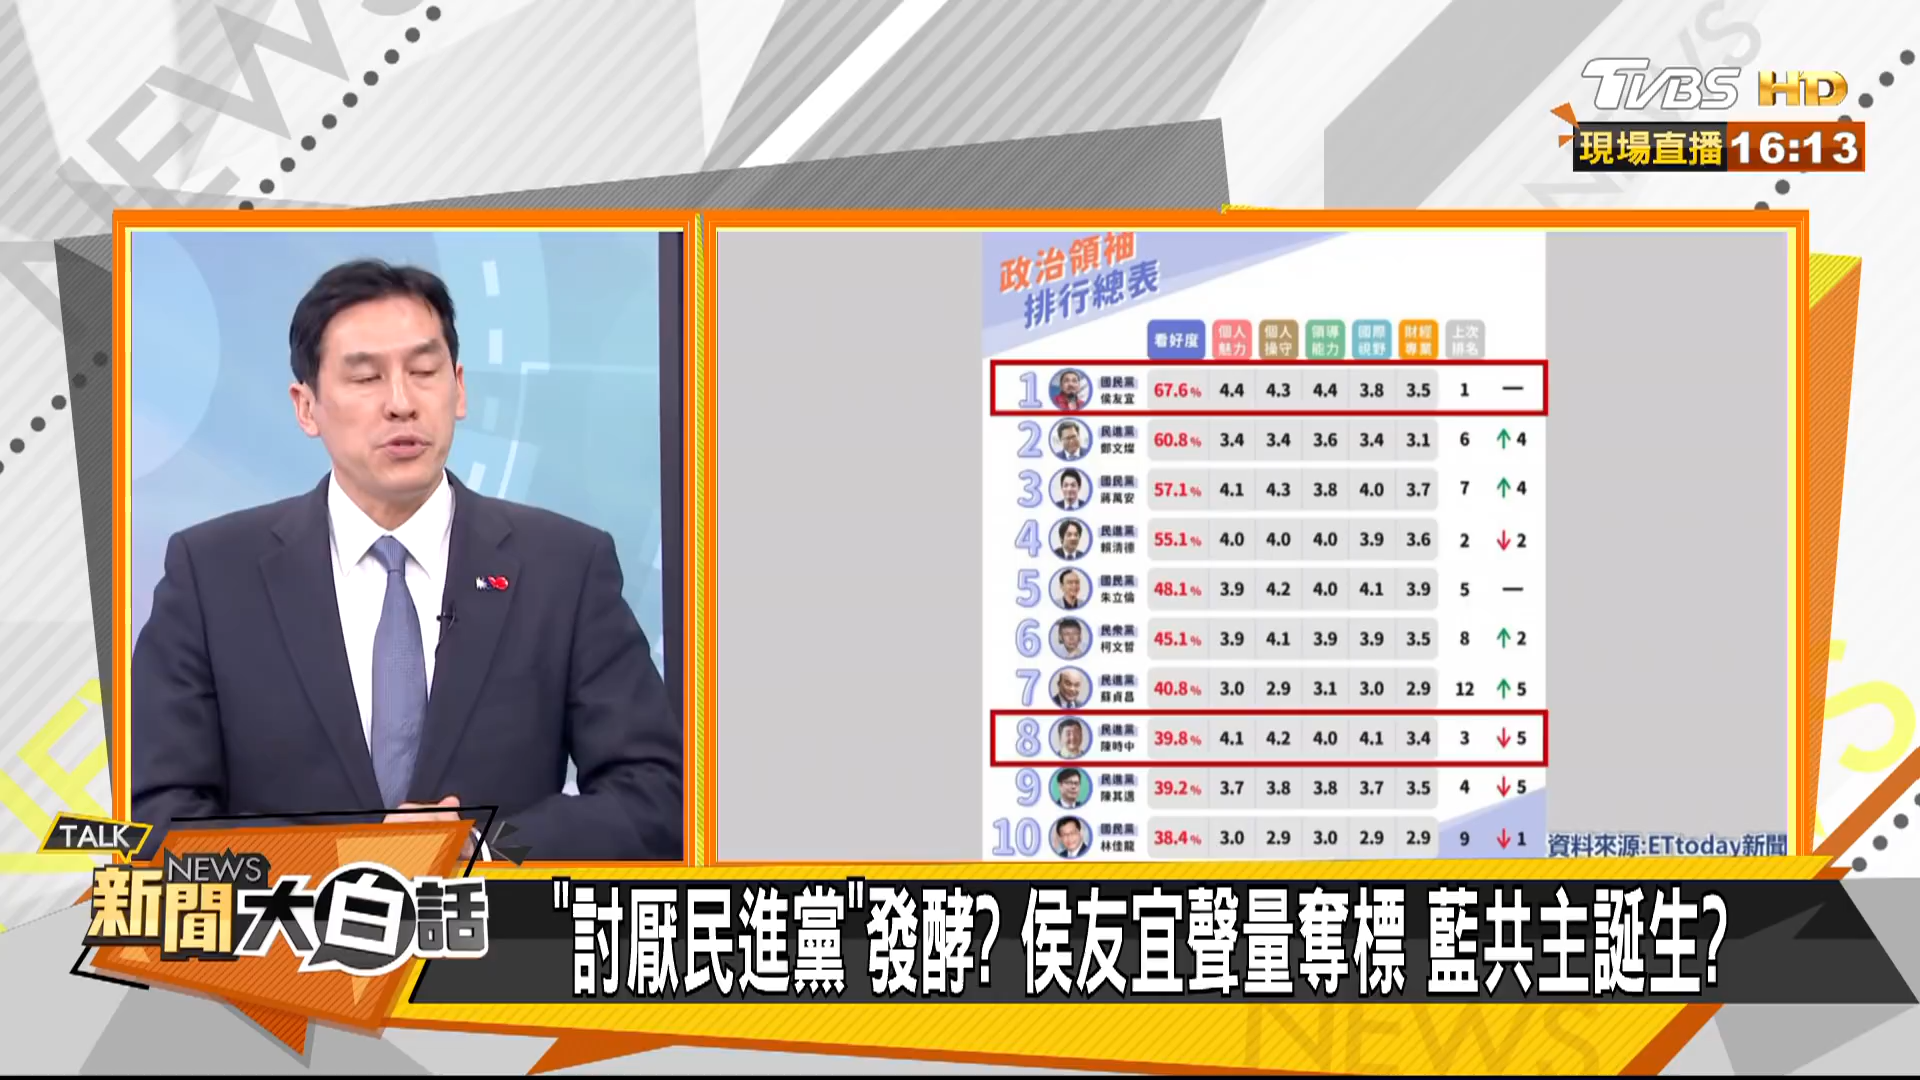 NEWS
TVBS HD
現場直播 16:13
政治領袖
排行總表
看好度 個人魅力 個人操守 領導能力 國際視野 財經專業 上次排名
1 國民黨 侯友宜 67.6% 4.4 4.3 4.4 3.8 3.5 1 —
2 民進黨 鄭文燦 60.8% 3.4 3.4 3.6 3.4 3.1 6 ↑4
3 國民黨 蔣萬安 57.1% 4.1 4.3 3.8 4.0 3.7 7 ↑4
4 民進黨 賴清德 55.1% 4.0 4.0 4.0 3.9 3.6 2 ↓2
5 國民黨 朱立倫 48.1% 3.9 4.2 4.0 4.1 3.9 5 —
6 民眾黨 柯文哲 45.1% 3.9 4.1 3.9 3.9 3.5 8 ↑2
7 民進黨 蘇貞昌 40.8% 3.0 2.9 3.1 3.0 2.9 12 ↑5
8 民進黨 陳時中 39.8% 4.1 4.2 4.0 4.1 3.4 3 ↓5
9 民進黨 陳其邁 39.2% 3.7 3.8 3.8 3.7 3.5 4 ↓5
10 國民黨 林佳龍 38.4% 3.0 2.9 3.0 2.9 2.9 9 ↓1
資料來源:ETtoday新聞
TALK
NEWS
新聞大白話
"討厭民進黨"發酵? 侯友宜聲量奪標 藍共主誕生?
NEWS